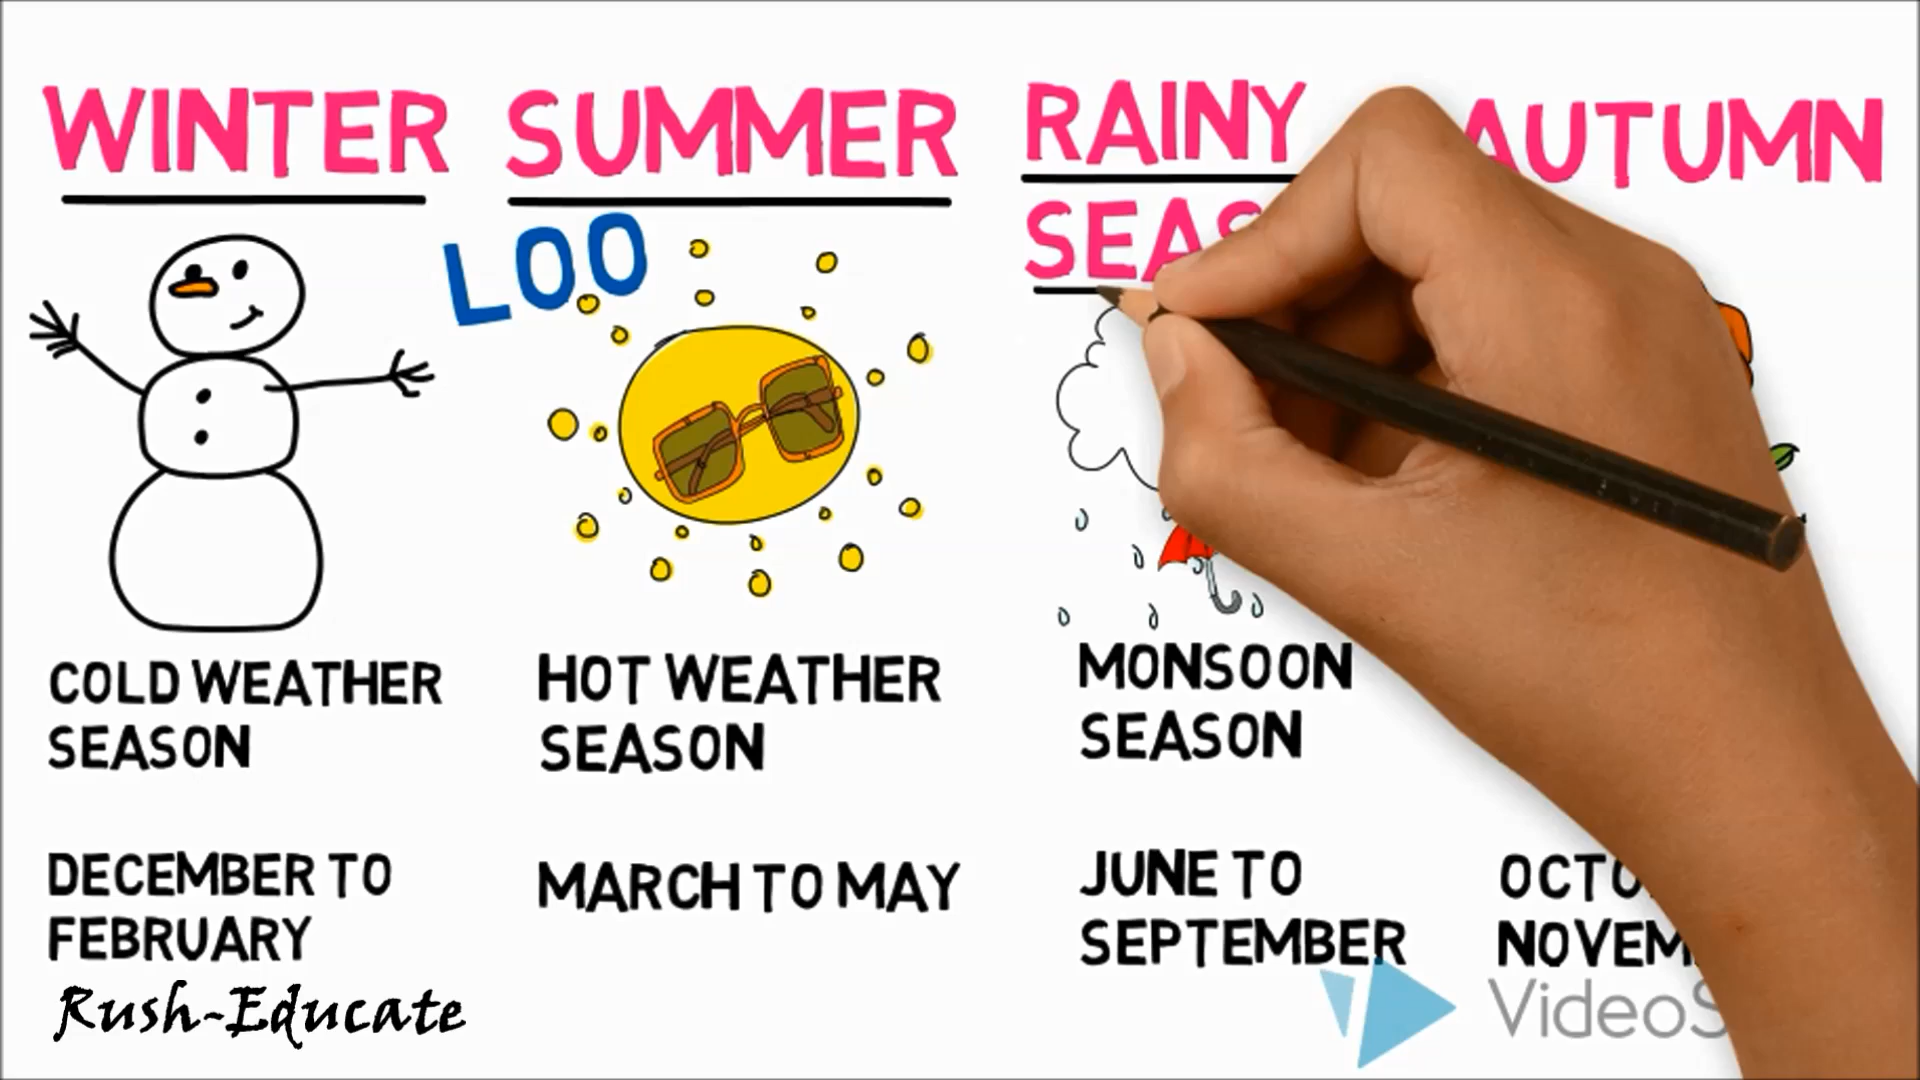 WINTER
SUMMER
RAINY
AUTUMN
LOO
COLD WEATHER
SEASON
HOT WEATHER
SEASON
MONSOON
SEASON
DECEMBER TO
FEBRUARY
MARCH TO MAY
JUNE TO
SEPTEMBER
Rush-Educate